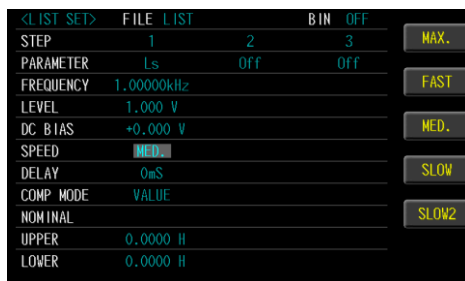 <LIST SET> FILE LIST BIN OFF
STEP 1 2 3
PARAMETER Ls Off Off
FREQUENCY 1.00000kHz
LEVEL 1.000 V
DC BIAS +0.000 V
SPEED MED.
DELAY 0mS
COMP MODE VALUE
NOMINAL
UPPER 0.0000 H
LOWER 0.0000 H
MAX.
FAST
MED.
SLOW
SLOW2